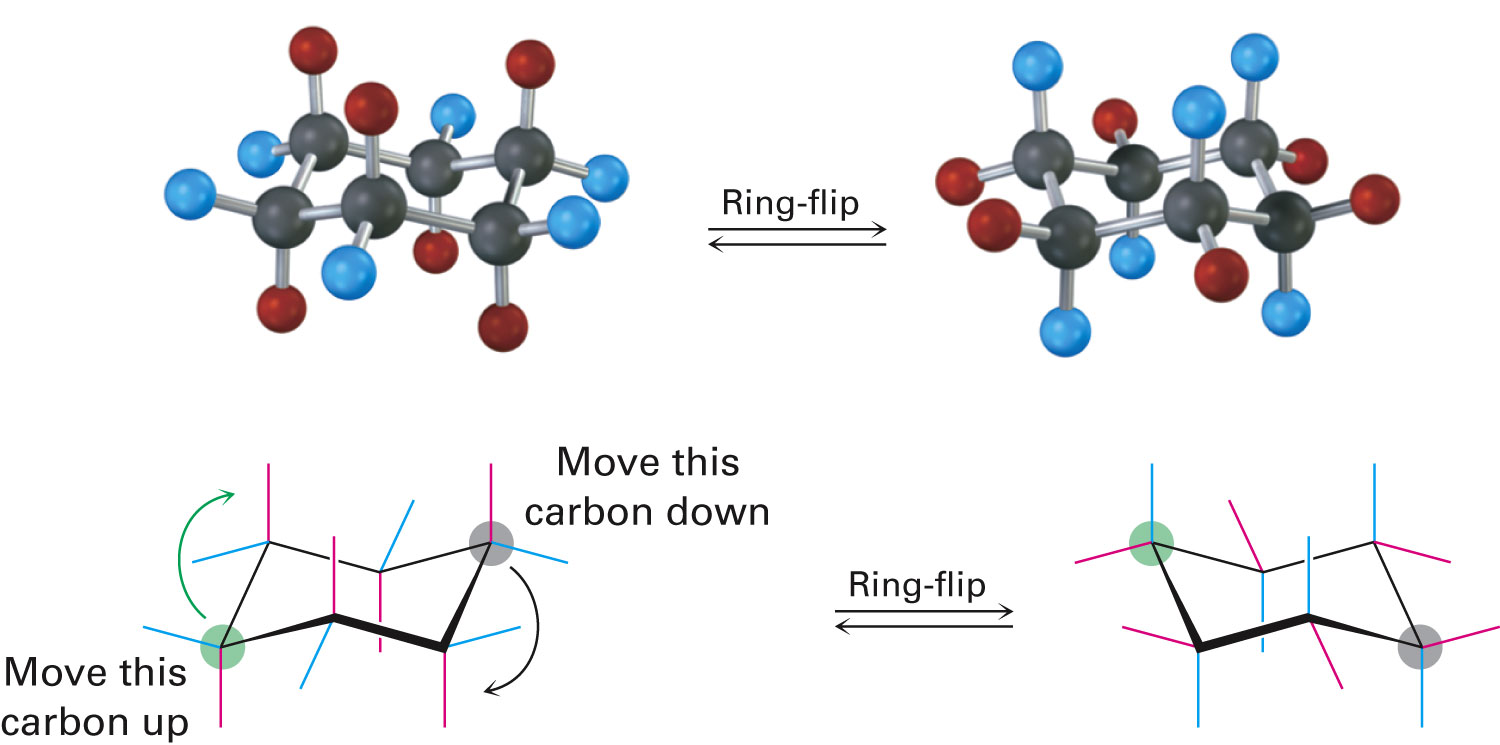 Ring-flip
Move this
carbon down
Ring-flip
Move this
carbon up